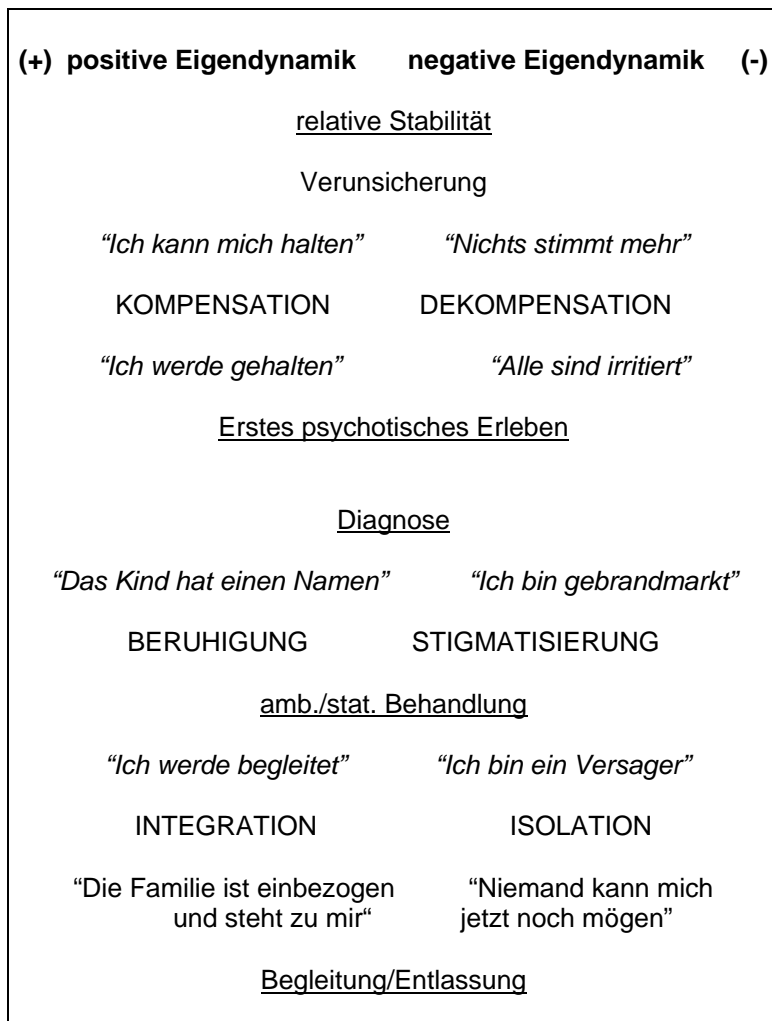 (+) positive Eigendynamik negative Eigendynamik (-)
relative Stabilität
Verunsicherung
“Ich kann mich halten” “Nichts stimmt mehr”
KOMPENSATION DEKOMPENSATION
“Ich werde gehalten” “Alle sind irritiert”
Erstes psychotisches Erleben
Diagnose
“Das Kind hat einen Namen” “Ich bin gebrandmarkt”
BERUHIGUNG STIGMATISIERUNG
amb./stat. Behandlung
“Ich werde begleitet” “Ich bin ein Versager”
INTEGRATION ISOLATION
“Die Familie ist einbezogen “Niemand kann mich
und steht zu mir“ jetzt noch mögen”
Begleitung/Entlassung